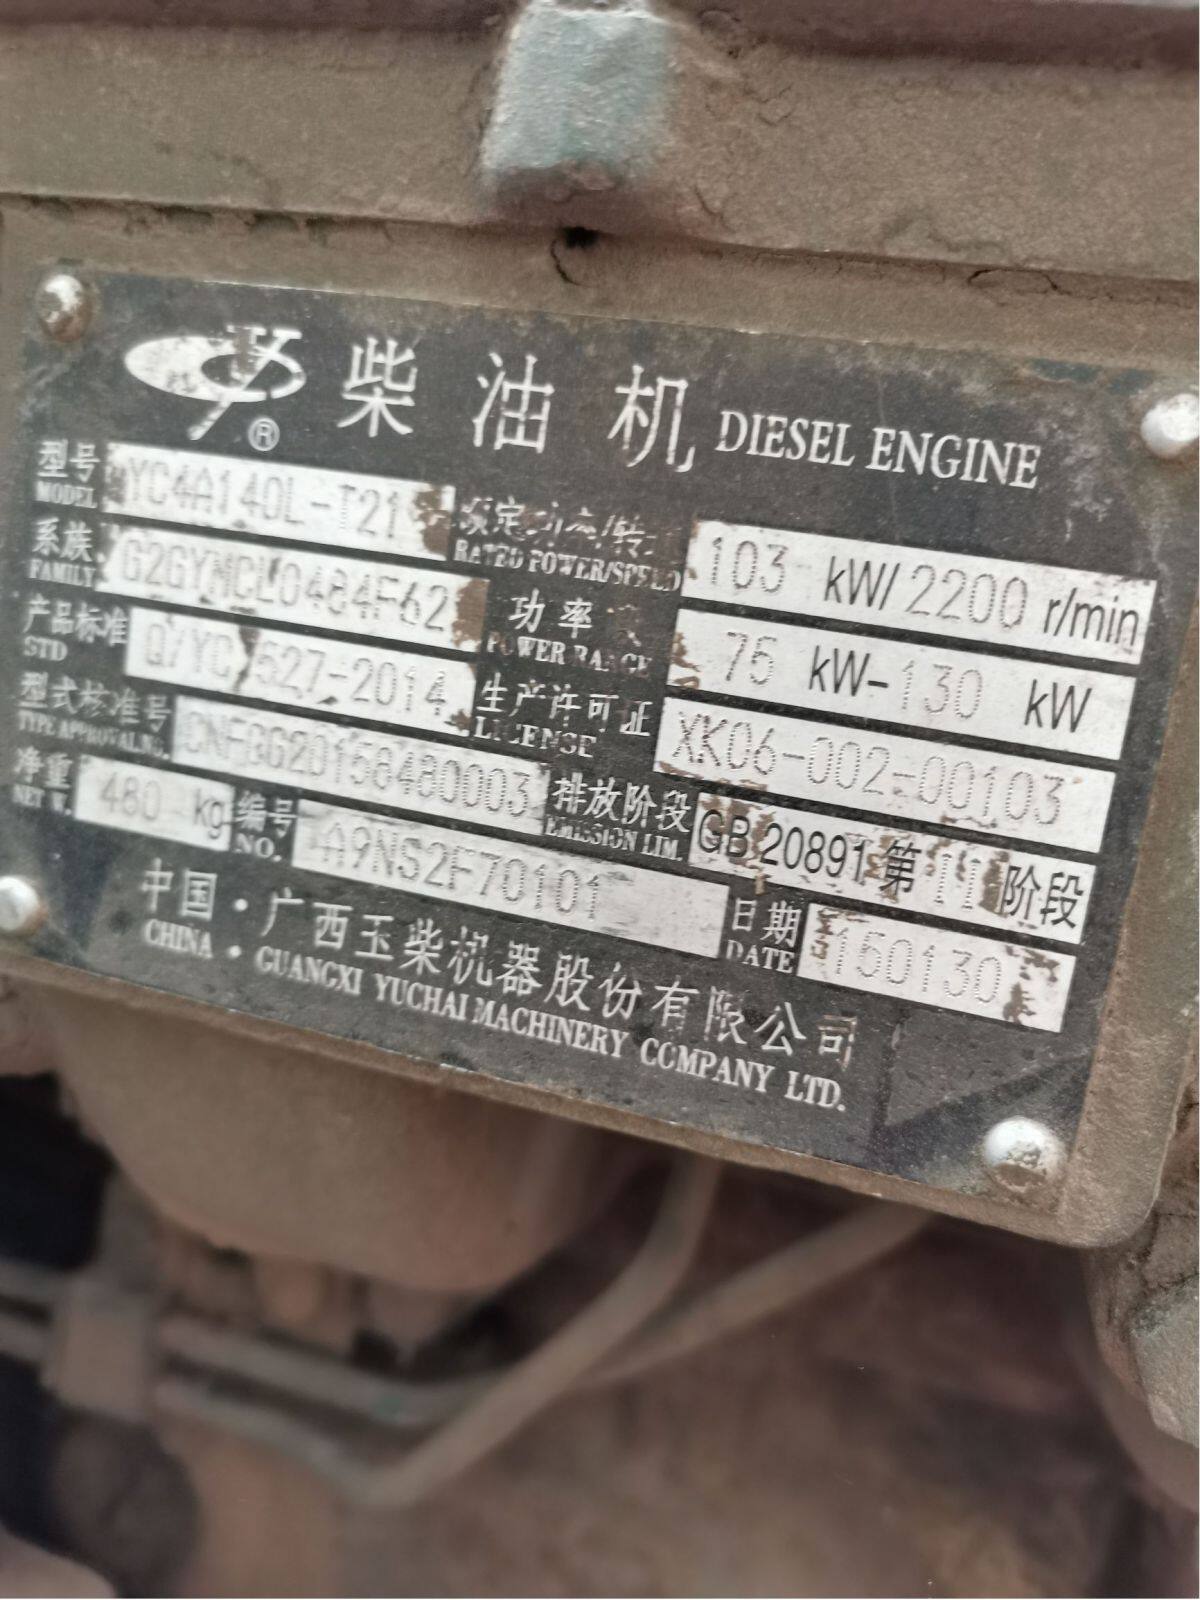 ® 柴油机 DIESEL ENGINE
型号 MODEL YC4A140L-T21 额定功率/转速 RATED POWER/SPEED 103 kW/2200 r/min
系族 FAMILY G2GYMCL0484F62 功率 POWER RANGE 75 kW-130 kW
产品标准 STD Q/YC 527-2014 生产许可证 LICENSE XK06-002-00103
型式核准号 TYPE APPROVAL NO. CNFQG20158480003 排放阶段 EMISSION LIM. GB 20891 第II阶段
净重 NET W. 460 kg 编号 NO. A9NS2F70101 日期 DATE 150130
中国·广西玉柴机器股份有限公司
CHINA·GUANGXI YUCHAI MACHINERY COMPANY LTD.